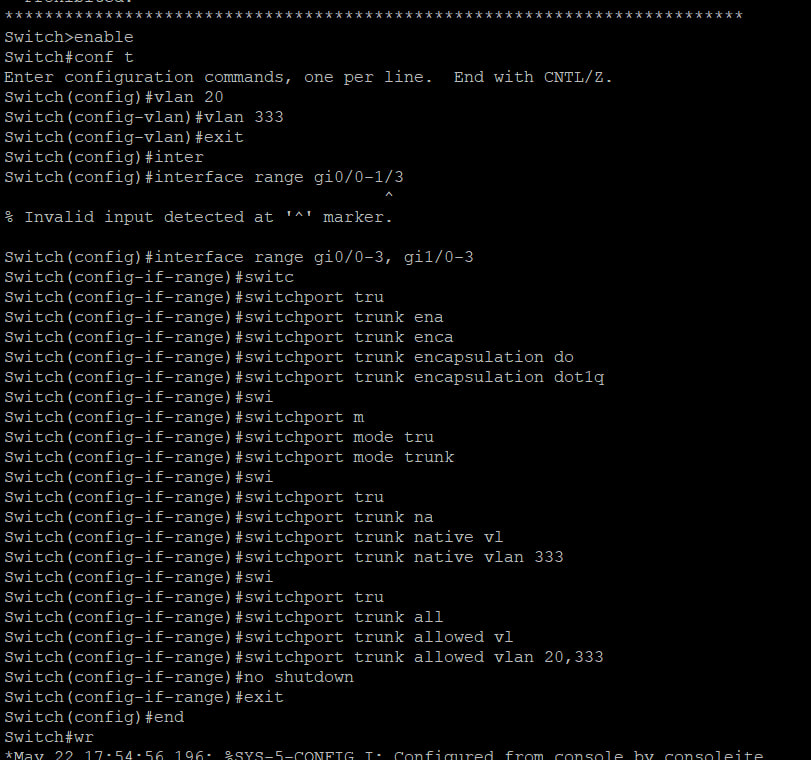 Prohibited.
**************************************************************************
Switch>enable
Switch#conf t
Enter configuration commands, one per line.  End with CNTL/Z.
Switch(config)#vlan 20
Switch(config-vlan)#vlan 333
Switch(config-vlan)#exit
Switch(config)#inter
Switch(config)#interface range gi0/0-1/3
^
% Invalid input detected at '^' marker.
Switch(config)#interface range gi0/0-3, gi1/0-3
Switch(config-if-range)#switc
Switch(config-if-range)#switchport tru
Switch(config-if-range)#switchport trunk ena
Switch(config-if-range)#switchport trunk enca
Switch(config-if-range)#switchport trunk encapsulation do
Switch(config-if-range)#switchport trunk encapsulation dot1q
Switch(config-if-range)#swi
Switch(config-if-range)#switchport m
Switch(config-if-range)#switchport mode tru
Switch(config-if-range)#switchport mode trunk
Switch(config-if-range)#swi
Switch(config-if-range)#switchport tru
Switch(config-if-range)#switchport trunk na
Switch(config-if-range)#switchport trunk native vl
Switch(config-if-range)#switchport trunk native vlan 333
Switch(config-if-range)#swi
Switch(config-if-range)#switchport tru
Switch(config-if-range)#switchport trunk all
Switch(config-if-range)#switchport trunk allowed vl
Switch(config-if-range)#switchport trunk allowed vlan 20,333
Switch(config-if-range)#no shutdown
Switch(config-if-range)#exit
Switch(config)#end
Switch#wr
*May 22 17:54:56.196: %SYS-5-CONFIG_I: Configured from console by consoleite